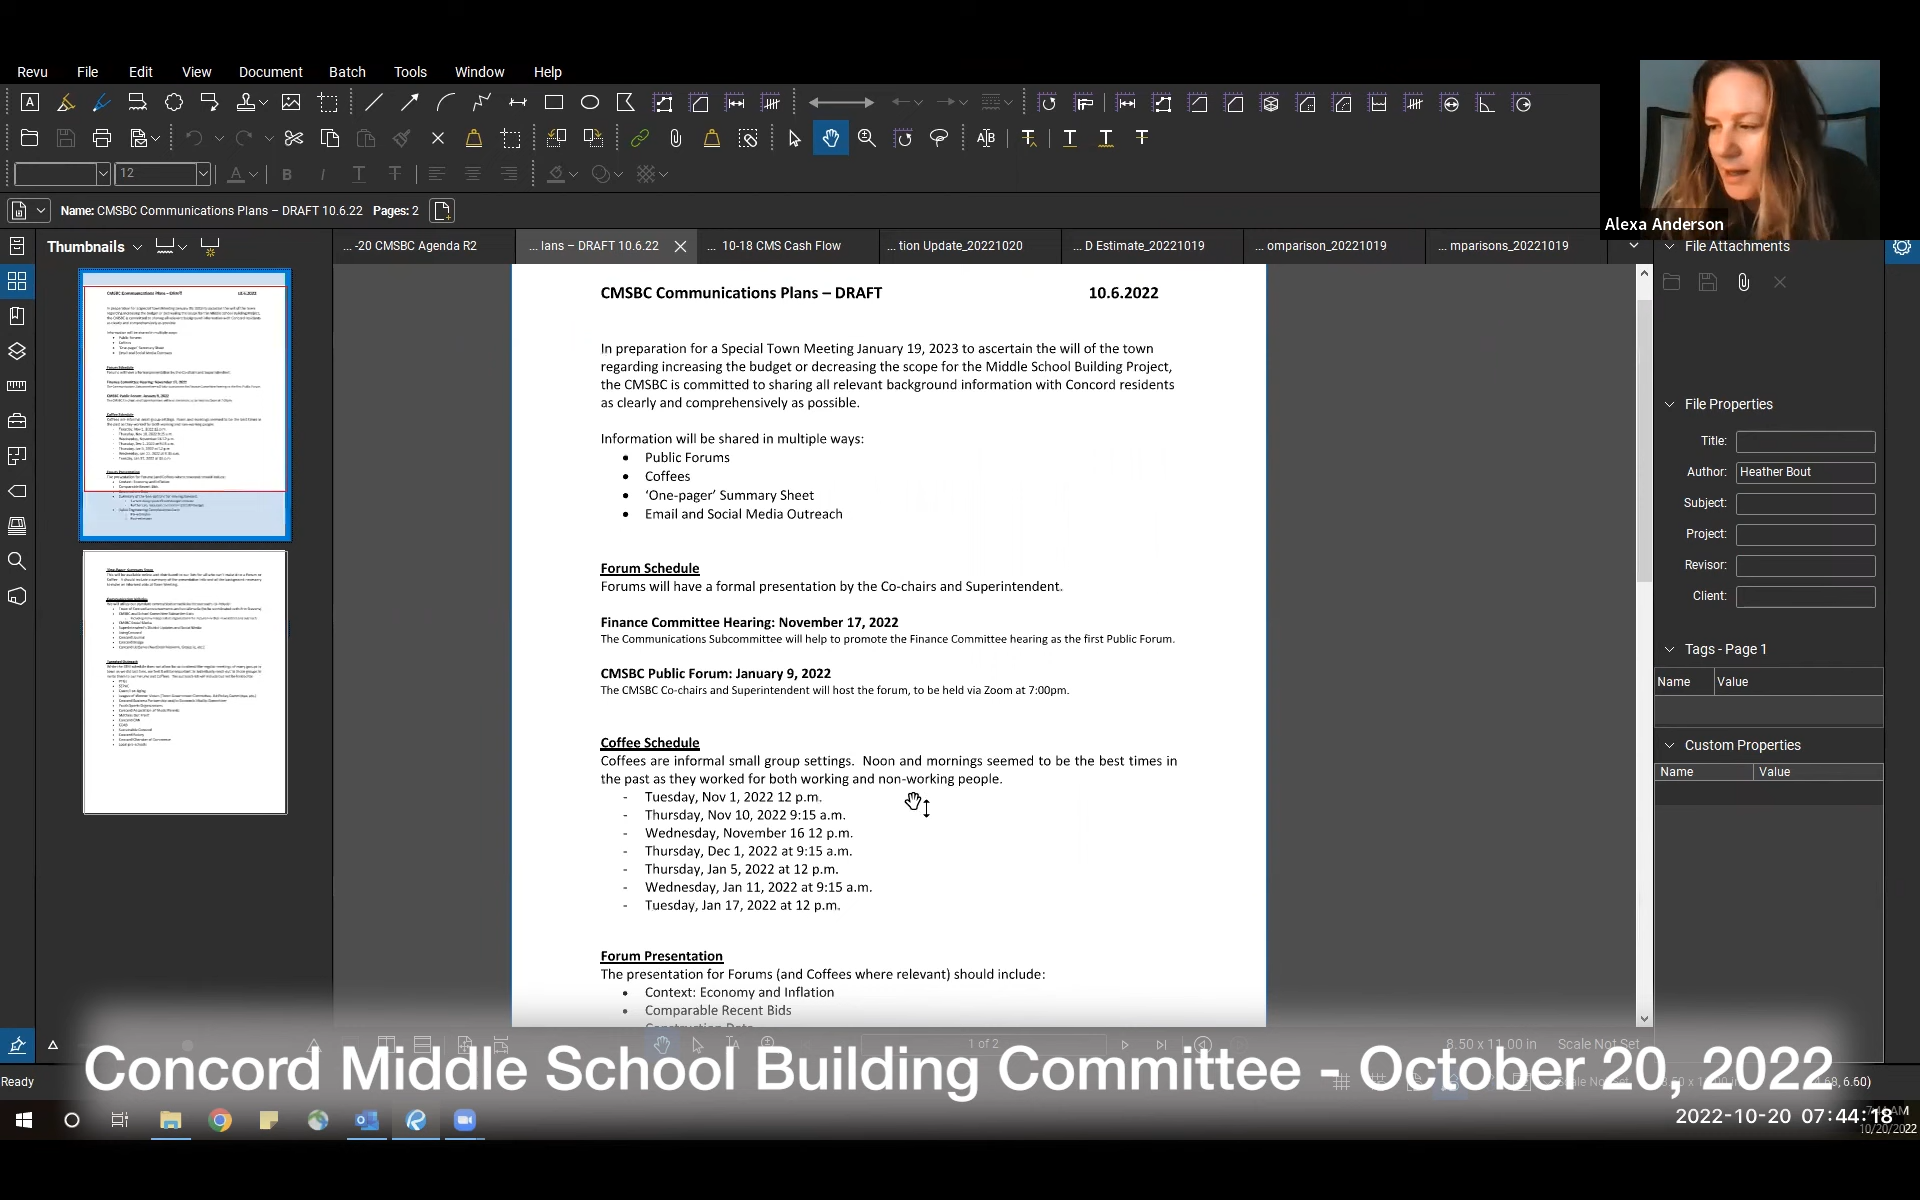 Revu File Edit View Document Batch Tools Window Help
12
Name: CMSBC Communications Plans – DRAFT 10.6.22 Pages: 2
Alexa Anderson
Thumbnails
... -20 CMSBC Agenda R2
... lans – DRAFT 10.6.22
... 10-18 CMS Cash Flow
... tion Update_20221020
... D Estimate_20221019
... omparison_20221019
... mparisons_20221019
CMSBC Communications Plans – DRAFT 10.6.2022
In preparation for a Special Town Meeting January 19, 2023 to ascertain the will of the town
regarding increasing the budget or decreasing the scope for the Middle School Building Project,
the CMSBC is committed to sharing all relevant background information with Concord residents
as clearly and comprehensively as possible.
Information will be shared in multiple ways:
• Public Forums
• Coffees
• ‘One-pager’ Summary Sheet
• Email and Social Media Outreach
Forum Schedule
Forums will have a formal presentation by the Co-chairs and Superintendent.
Finance Committee Hearing: November 17, 2022
The Communications Subcommittee will help to promote the Finance Committee hearing as the first Public Forum.
CMSBC Public Forum: January 9, 2022
The CMSBC Co-chairs and Superintendent will host the forum, to be held via Zoom at 7:00pm.
Coffee Schedule
Coffees are informal small group settings. Noon and mornings seemed to be the best times in
the past as they worked for both working and non-working people.
- Tuesday, Nov 1, 2022 12 p.m.
- Thursday, Nov 10, 2022 9:15 a.m.
- Wednesday, November 16 12 p.m.
- Thursday, Dec 1, 2022 at 9:15 a.m.
- Thursday, Jan 5, 2022 at 12 p.m.
- Wednesday, Jan 11, 2022 at 9:15 a.m.
- Tuesday, Jan 17, 2022 at 12 p.m.
Forum Presentation
The presentation for Forums (and Coffees where relevant) should include:
• Context: Economy and Inflation
• Comparable Recent Bids
File Attachments
File Properties
Title:
Author: Heather Bout
Subject:
Project:
Revisor:
Client:
Tags - Page 1
Name Value
Custom Properties
Name Value
1 of 2
8.50 x 11.00 in Scale Not Set
Concord Middle School Building Committee - October 20, 2022
Ready
2022-10-20 07:44:18
10/20/2022